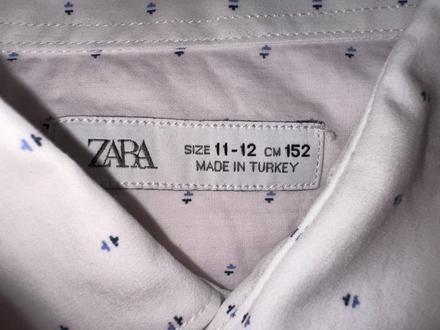 ZARA
SIZE 11-12 CM 152
MADE IN TURKEY